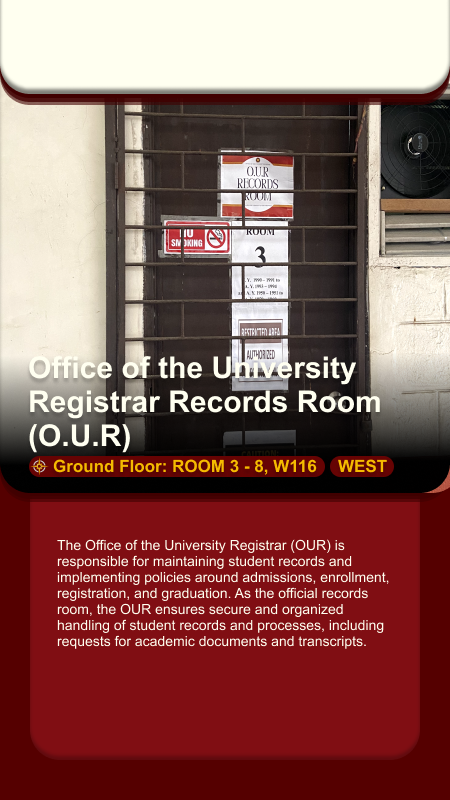 O.U.R
RECORDS
ROOM
NO
SMOKING
ROOM
3
RESTRICTED AREA
AUTHORIZED
Office of the University
Registrar Records Room
(O.U.R)
Ground Floor: ROOM 3 - 8, W116
WEST
The Office of the University Registrar (OUR) is
responsible for maintaining student records and
implementing policies around admissions, enrollment,
registration, and graduation. As the official records
room, the OUR ensures secure and organized
handling of student records and processes, including
requests for academic documents and transcripts.